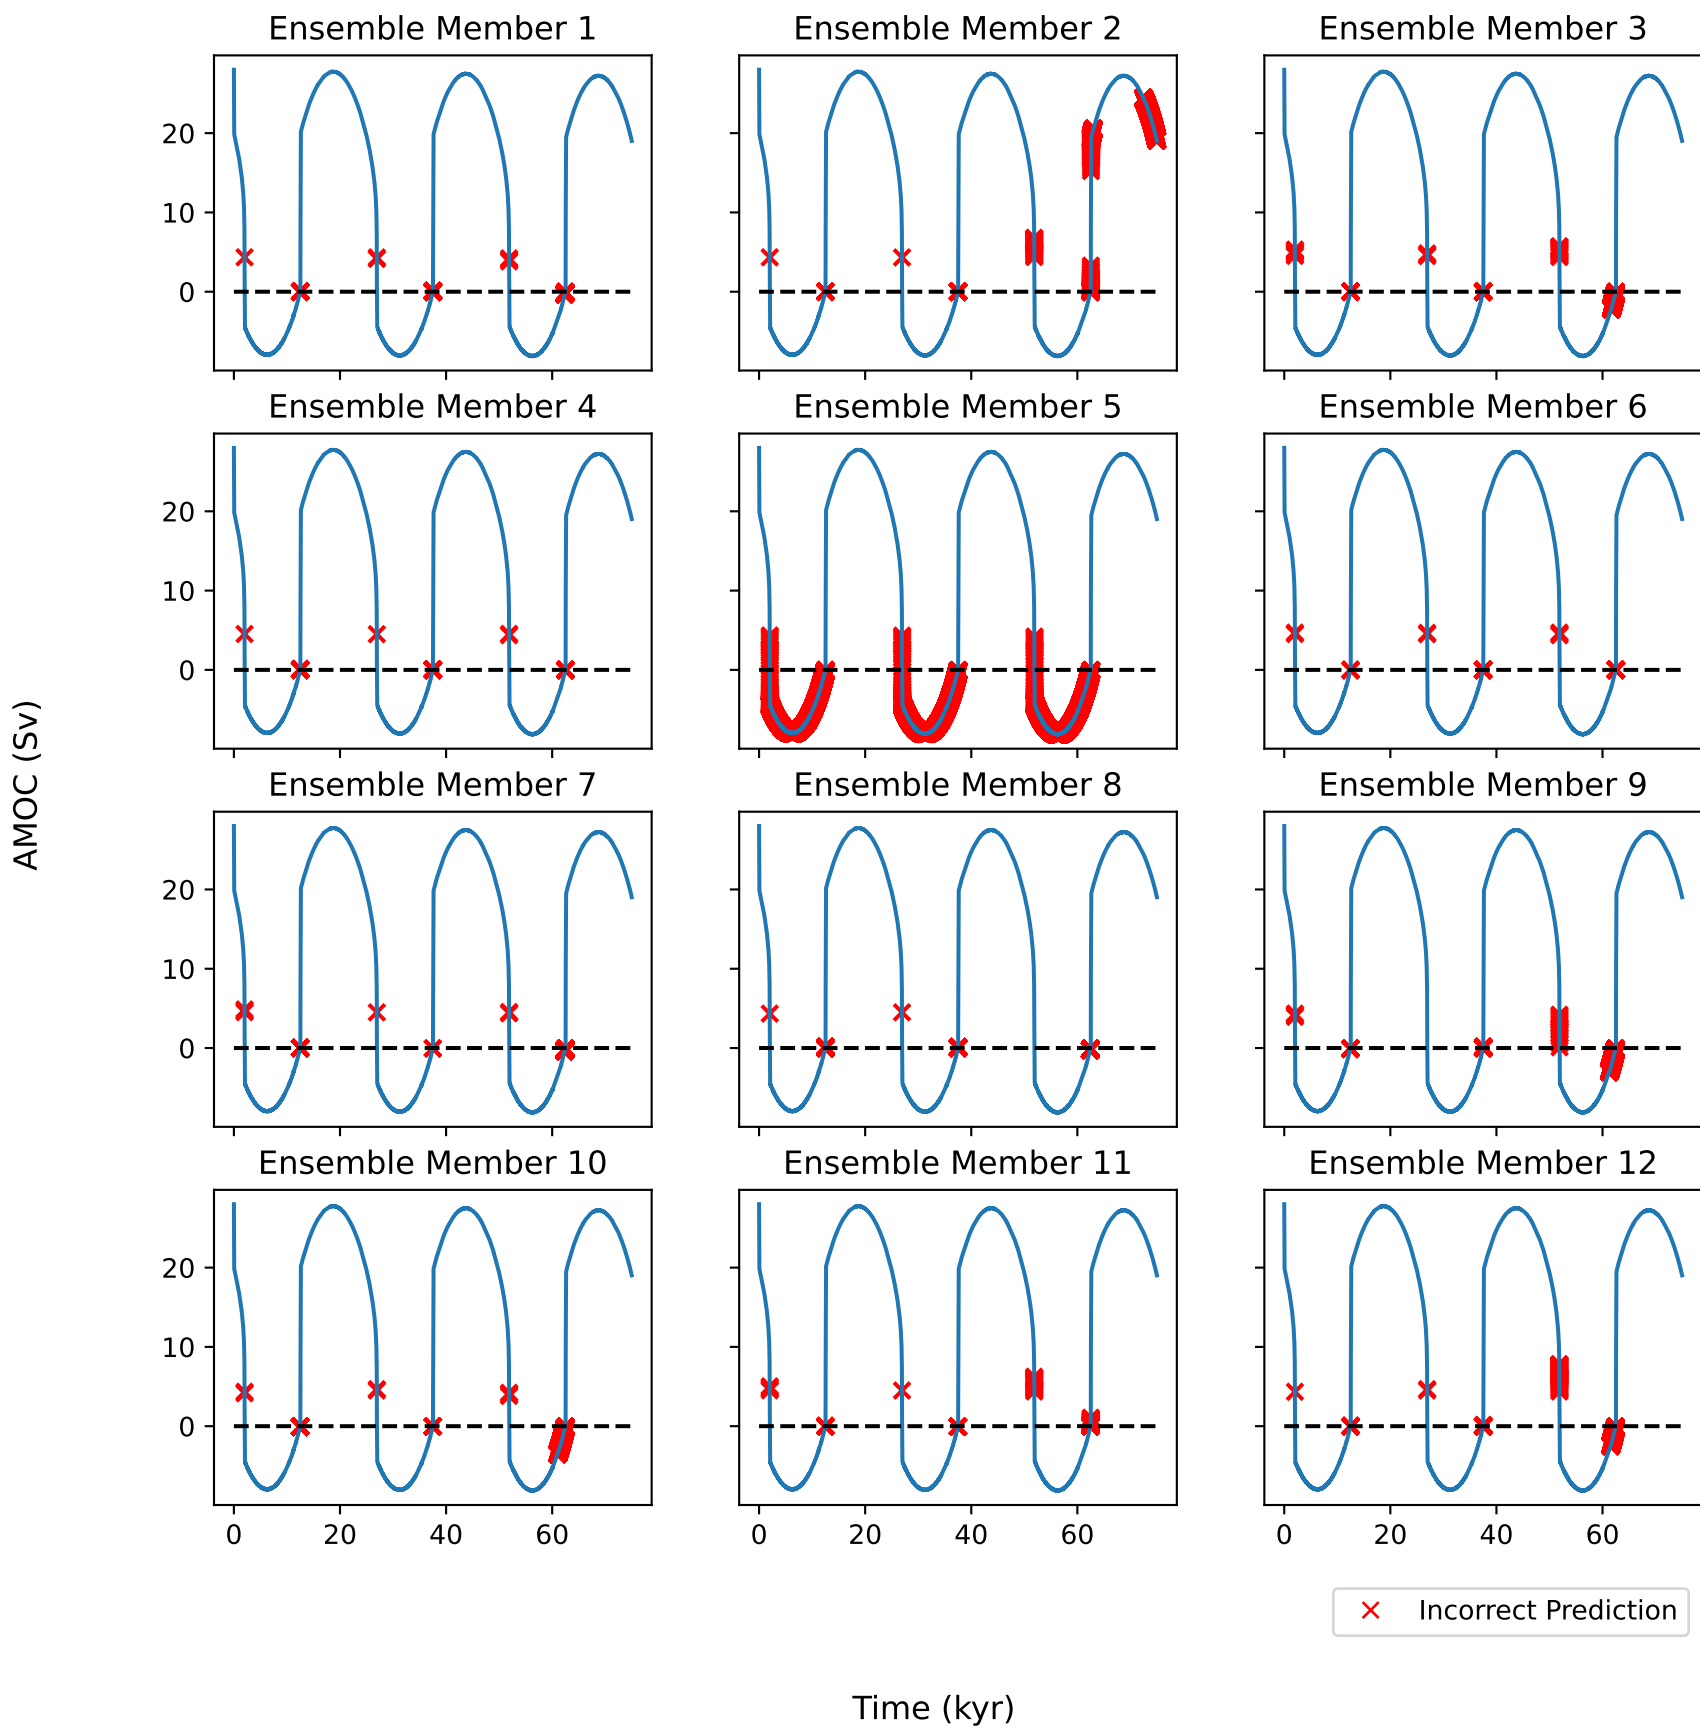 Ensemble Member 1
Ensemble Member 2
Ensemble Member 3
20
10
0
Ensemble Member 4
Ensemble Member 5
Ensemble Member 6
20
10
0
AMOC (Sv)
Ensemble Member 7
Ensemble Member 8
Ensemble Member 9
20
10
0
Ensemble Member 10
Ensemble Member 11
Ensemble Member 12
20
10
0
0 20 40 60
0 20 40 60
0 20 40 60
Incorrect Prediction
Time (kyr)